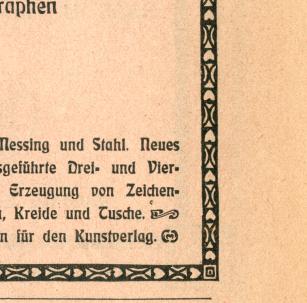 raphen
Messing und Stahl. Neues
sgeführte Drei- und Vier-
Erzeugung von Zeichen-
, Kreide und Tusche.
n für den Kunstverlag.